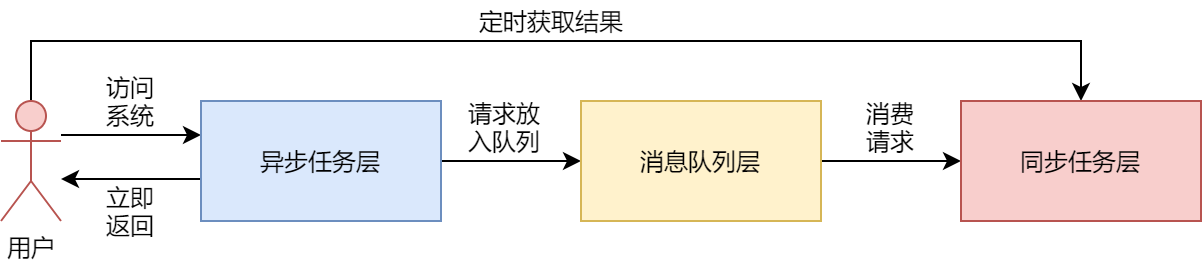 定时获取结果
访问
系统
请求放
入队列
消费
请求
异步任务层
消息队列层
同步任务层
立即
返回
用户